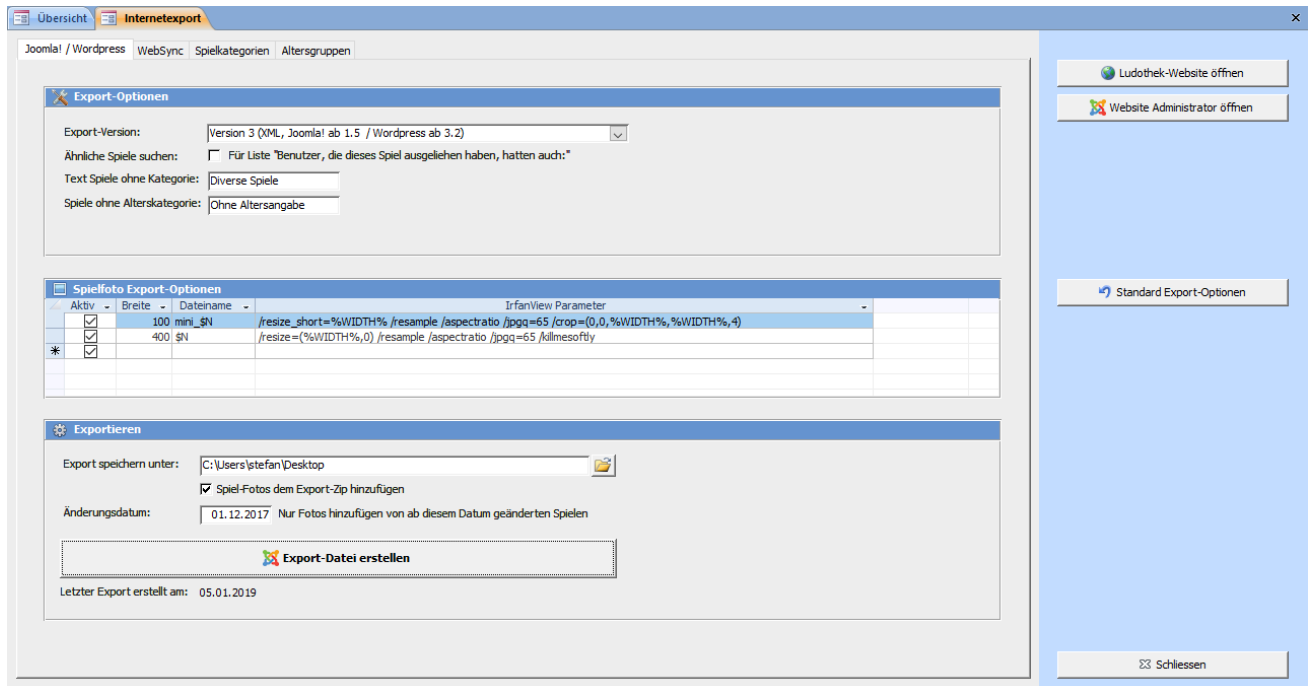 Übersicht Internetexport
Joomla! / Wordpress WebSync Spielkategorien Altersgruppen
Ludothek-Website öffnen
Website Administrator öffnen
Export-Optionen
Export-Version: Version 3 (XML, Joomla! ab 1.5 / Wordpress ab 3.2)
Ähnliche Spiele suchen: Für Liste "Benutzer, die dieses Spiel ausgeliehen haben, hatten auch:"
Text Spiele ohne Kategorie: Diverse Spiele
Spiele ohne Alterskategorie: Ohne Altersangabe
Standard Export-Optionen
Spielfoto Export-Optionen
Aktiv Breite Dateiname IrfanView Parameter
100 mini_$N /resize_short=%WIDTH% /resample /aspectratio /jpgq=65 /crop=(0,0,%WIDTH%,%WIDTH%,4)
400 $N /resize=(%WIDTH%,0) /resample /aspectratio /jpgq=65 /killmesoftly
Exportieren
Export speichern unter: C:\Users\stefan\Desktop
Spiel-Fotos dem Export-Zip hinzufügen
Änderungsdatum: 01.12.2017 Nur Fotos hinzufügen von ab diesem Datum geänderten Spielen
Export-Datei erstellen
Letzter Export erstellt am: 05.01.2019
Schliessen